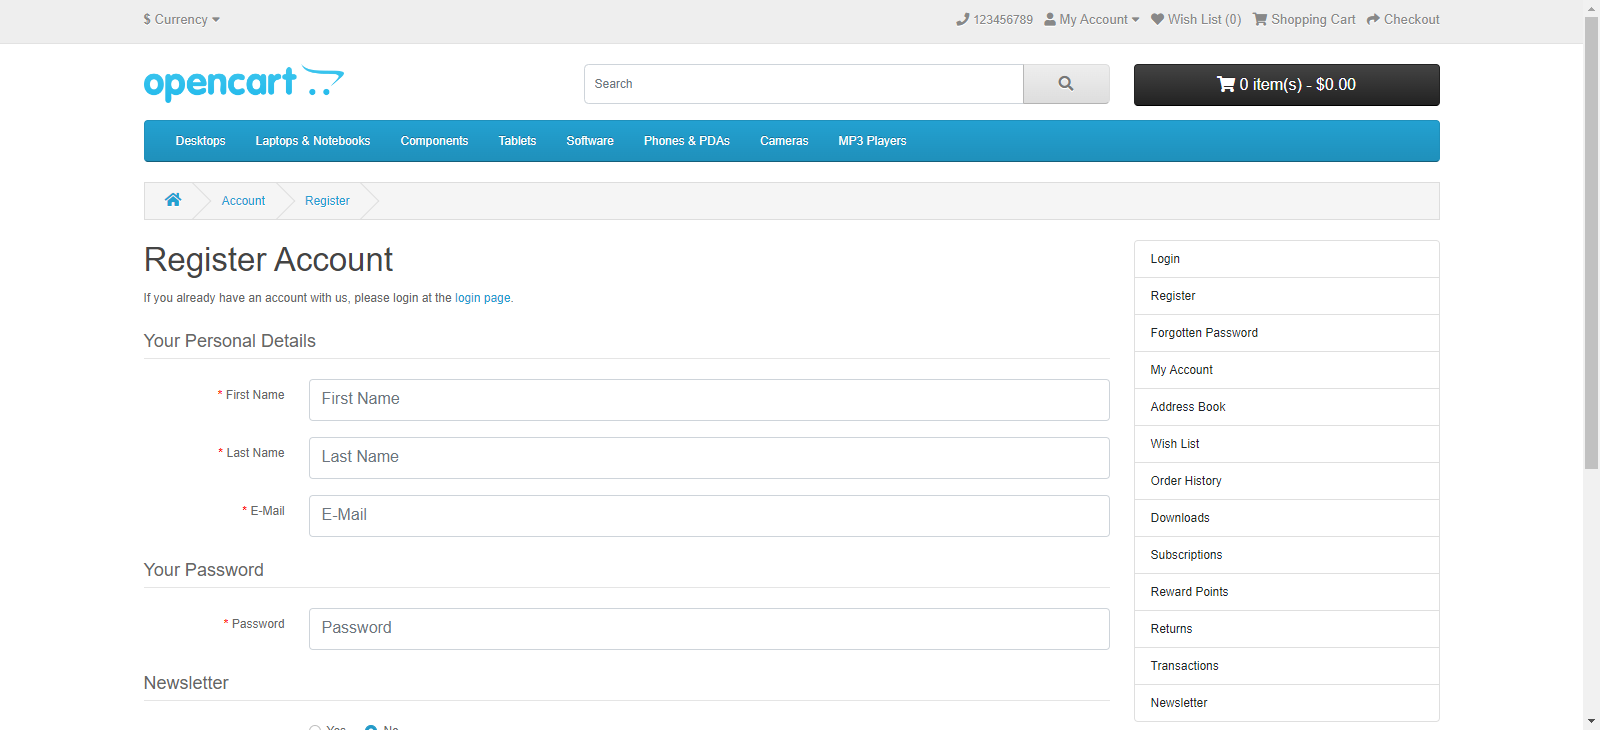 $ Currency
123456789 My Account Wish List (0) Shopping Cart Checkout
opencart
Search
0 item(s) - $0.00
Desktops Laptops & Notebooks Components Tablets Software Phones & PDAs Cameras MP3 Players
Account Register
Register Account
If you already have an account with us, please login at the login page.
Your Personal Details
* First Name
First Name
* Last Name
Last Name
* E-Mail
E-Mail
Your Password
* Password
Password
Newsletter
Yes No
Login
Register
Forgotten Password
My Account
Address Book
Wish List
Order History
Downloads
Subscriptions
Reward Points
Returns
Transactions
Newsletter